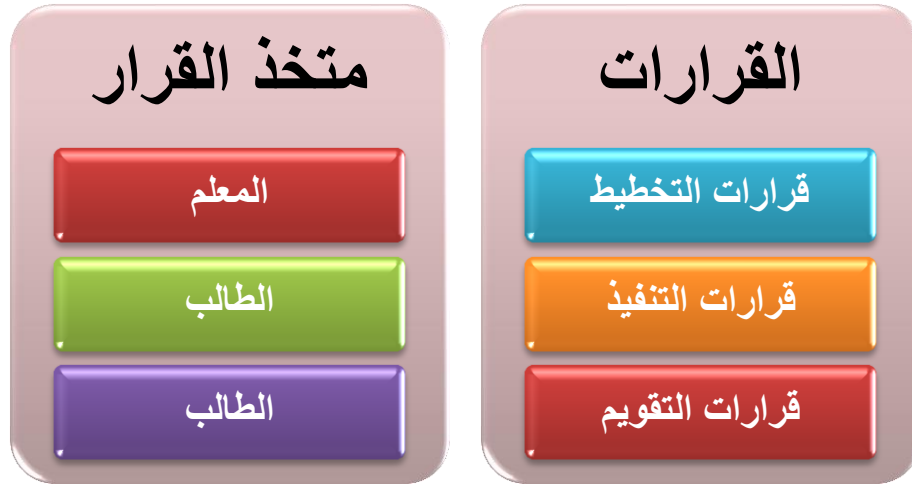 القرارات
قرارات التخطيط
قرارات التنفيذ
قرارات التقويم
متخذ القرار
المعلم
الطالب
الطالب